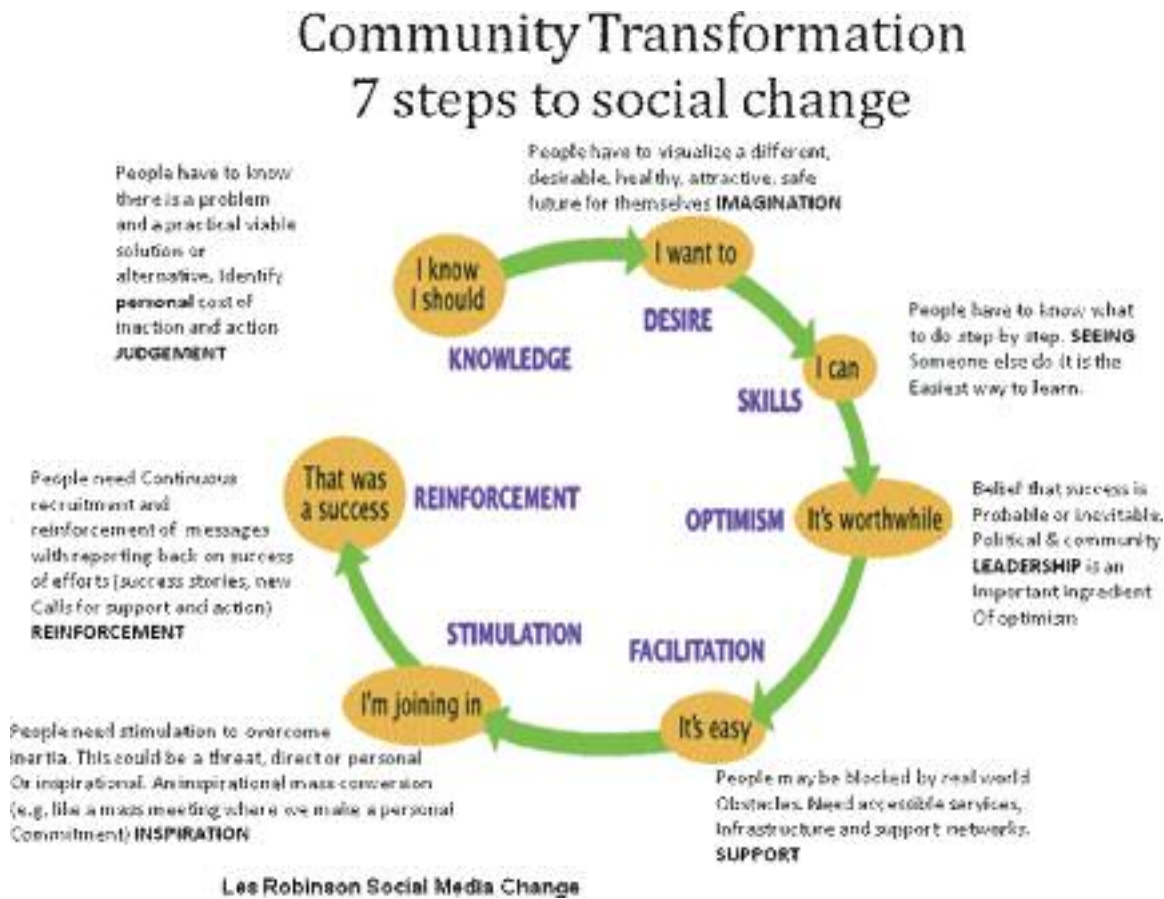 Community Transformation
7 steps to social change
People have to know
there is a problem
and a practical viable
solution or
alternative. Identify
personal cost of
inaction and action
JUDGEMENT
People have to visualize a different,
desirable, healthy, attractive, safe
future for themselves IMAGINATION
I know
I should
KNOWLEDGE
I want to
DESIRE
People have to know what
to do step by step. SEEING
Someone else do it is the
Easiest way to learn.
I can
SKILLS
Belief that success is
Probable or inevitable.
Political & community
LEADERSHIP is an
Important ingredient
Of optimism
It's worthwhile
OPTIMISM
FACILITATION
It's easy
People may be blocked by real world
Obstacles. Need accessible services,
Infrastructure and support networks.
SUPPORT
STIMULATION
I'm joining in
People need stimulation to overcome
inertia. This could be a threat, direct or personal
Or inspirational. An inspirational mass conversion
(e.g. like a mass meeting where we make a personal
Commitment) INSPIRATION
That was
a success
REINFORCEMENT
People need Continuous
recruitment and
reinforcement of messages
with reporting back on success
of efforts (success stories, new
Calls for support and action)
REINFORCEMENT
Les Robinson Social Media Change